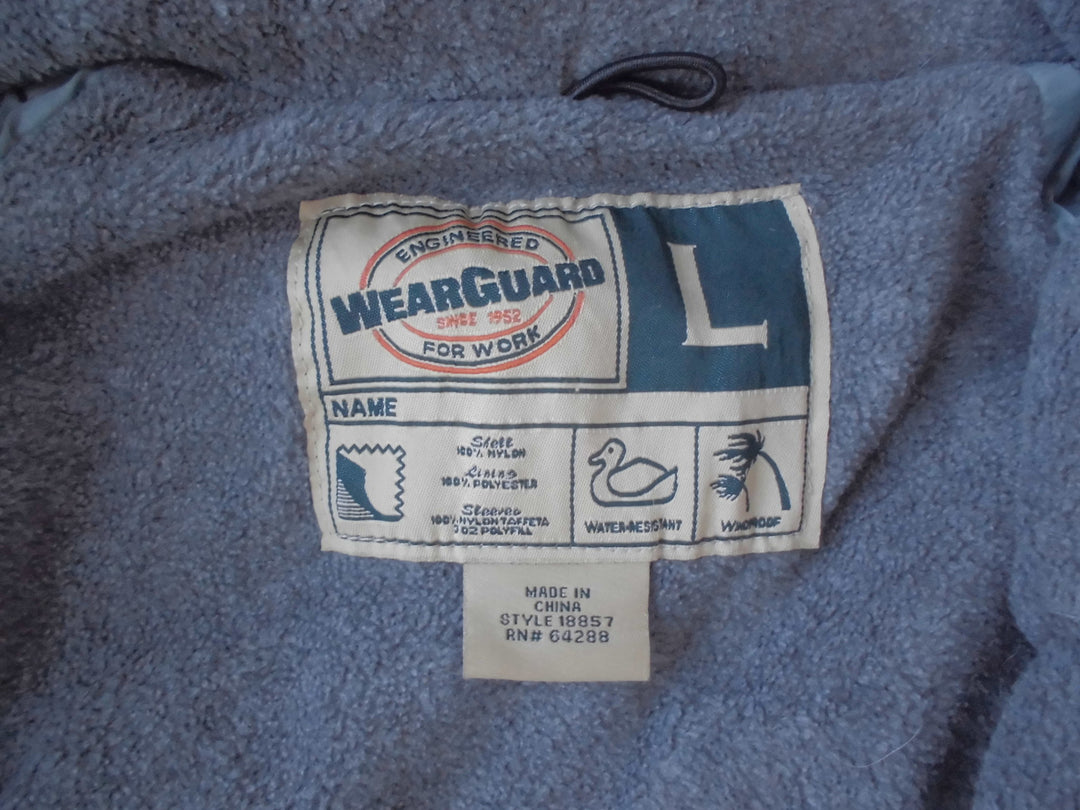 ENGINEERED
WEARGUARD
SINCE 1952
FOR WORK
L
NAME
Shell
100% NYLON
Lining
100% POLYESTER
Sleeves
100% NYLON TAFFETA
OZ POLYFILL
WATER-RESISTANT
WINDPROOF
MADE IN
CHINA
STYLE 18857
RN# 64288